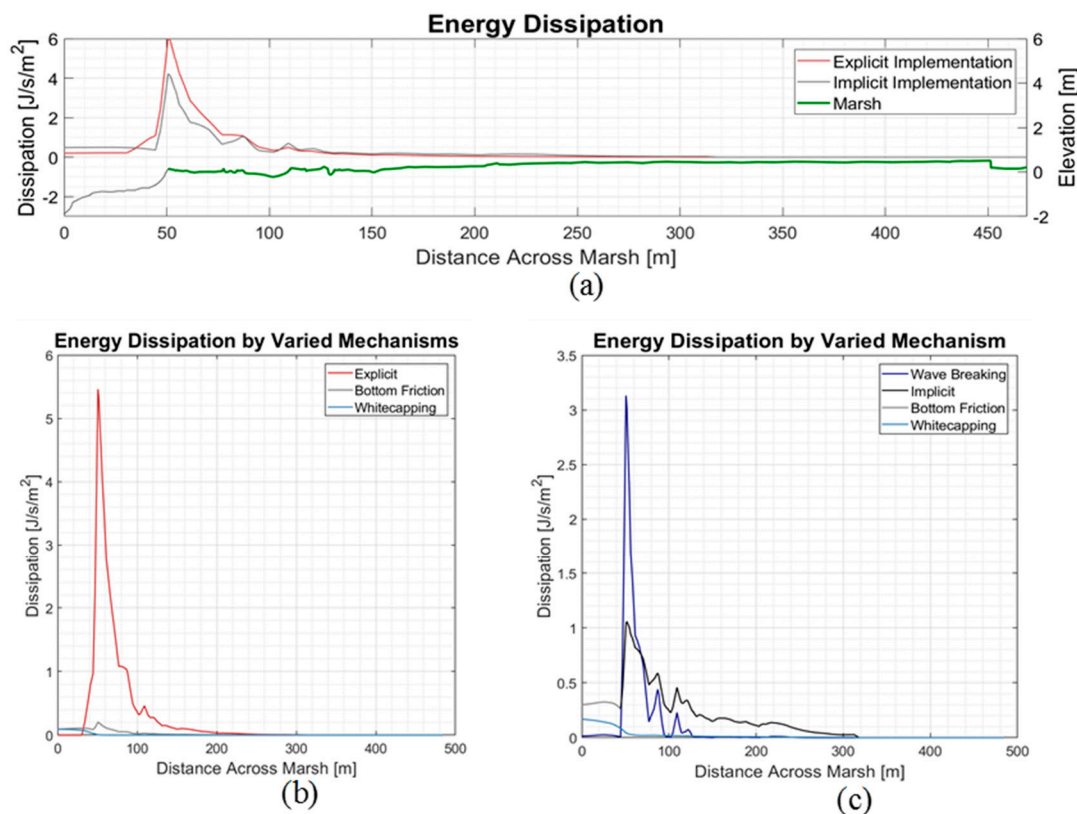 Energy Dissipation
6
4
2
0
-2
Dissipation [J/s/m²]
Explicit Implementation
Implicit Implementation
Marsh
6
4
2
0
-2
Elevation [m]
0 50 100 150 200 250 300 350 400 450
Distance Across Marsh [m]
(a)
Energy Dissipation by Varied Mechanisms
6
5
4
3
2
1
0
Dissipation [J/s/m²]
Explicit
Bottom Friction
Whitecapping
0 100 200 300 400 500
Distance Across Marsh [m]
(b)
Energy Dissipation by Varied Mechanism
3.5
3
2.5
2
1.5
1
0.5
0
Dissipation [J/s/m²]
Wave Breaking
Implicit
Bottom Friction
Whitecapping
0 100 200 300 400 500
Distance Across Marsh [m]
(c)